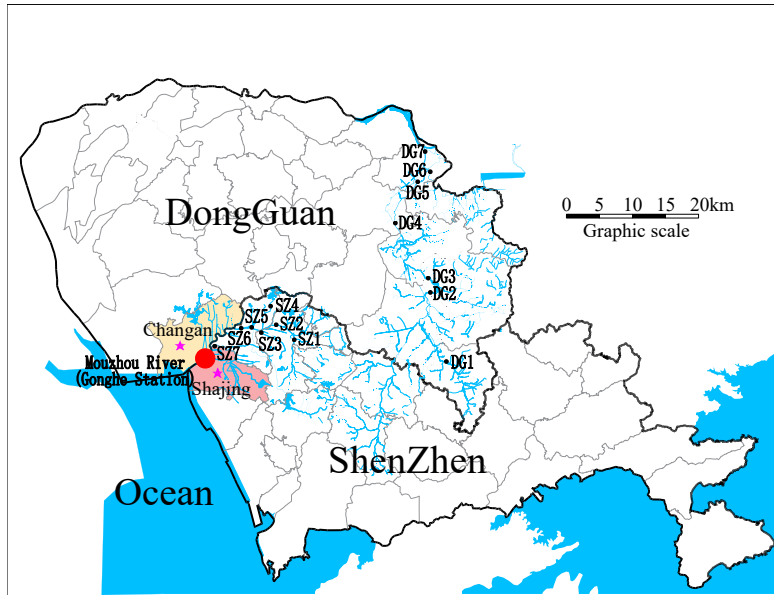 DG7
DG6
DG5
DongGuan
DG4
0 5 10 15 20km
Graphic scale
DG3
DG2
SZ4
SZ5
SZ2
Changan
SZ6
SZ3
SZ1
SZ7
Mouzhou River
(Gonghe Station)
DG1
Shajing
ShenZhen
Ocean